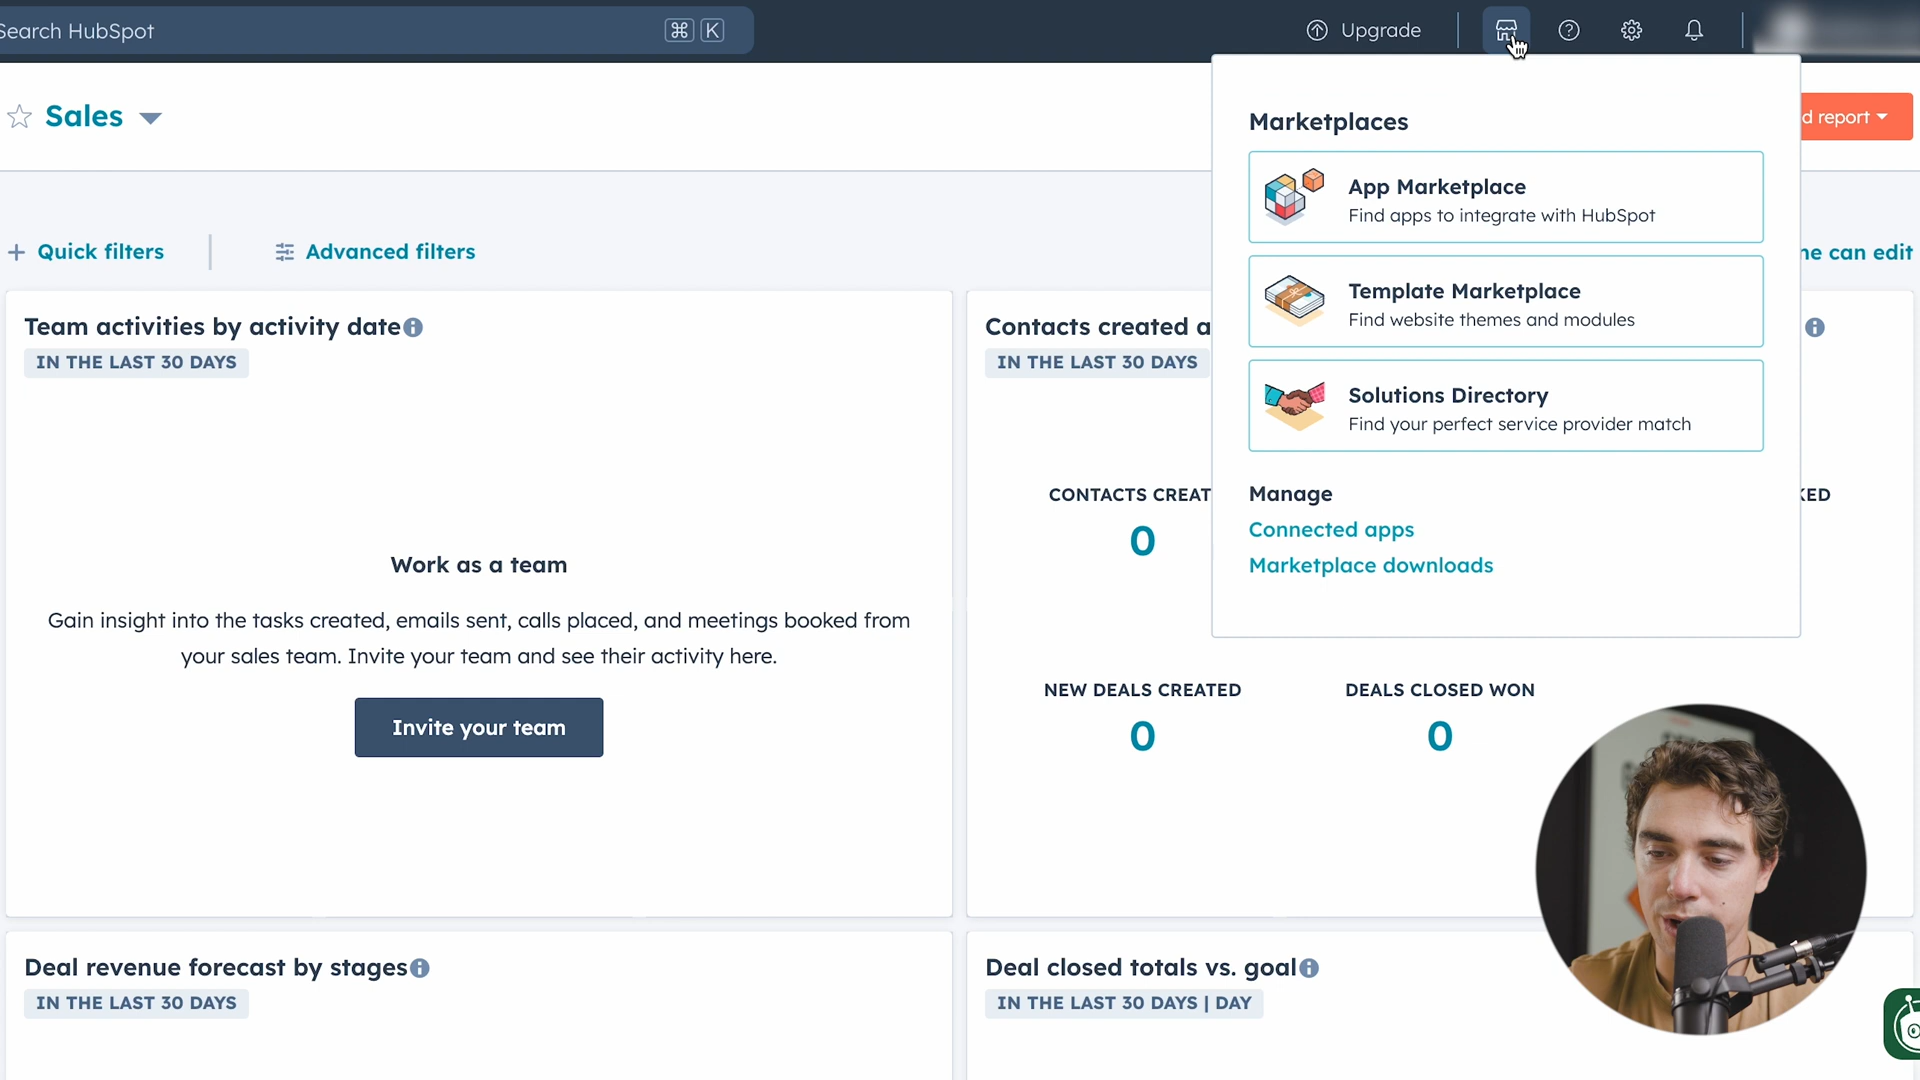 Search HubSpot
⌘ K
Upgrade
Sales
d report
Marketplaces
App Marketplace
Find apps to integrate with HubSpot
Template Marketplace
Find website themes and modules
Solutions Directory
Find your perfect service provider match
Manage
Connected apps
Marketplace downloads
Quick filters
Advanced filters
ne can edit
Team activities by activity date
IN THE LAST 30 DAYS
Work as a team
Gain insight into the tasks created, emails sent, calls placed, and meetings booked from
your sales team. Invite your team and see their activity here.
Invite your team
Contacts created a
IN THE LAST 30 DAYS
CONTACTS CREAT
KED
0
NEW DEALS CREATED
0
DEALS CLOSED WON
0
Deal revenue forecast by stages
IN THE LAST 30 DAYS
Deal closed totals vs. goal
IN THE LAST 30 DAYS | DAY